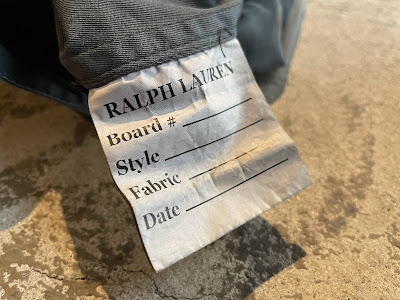 RALPH LAUREN
Board #
Style
Fabric
Date